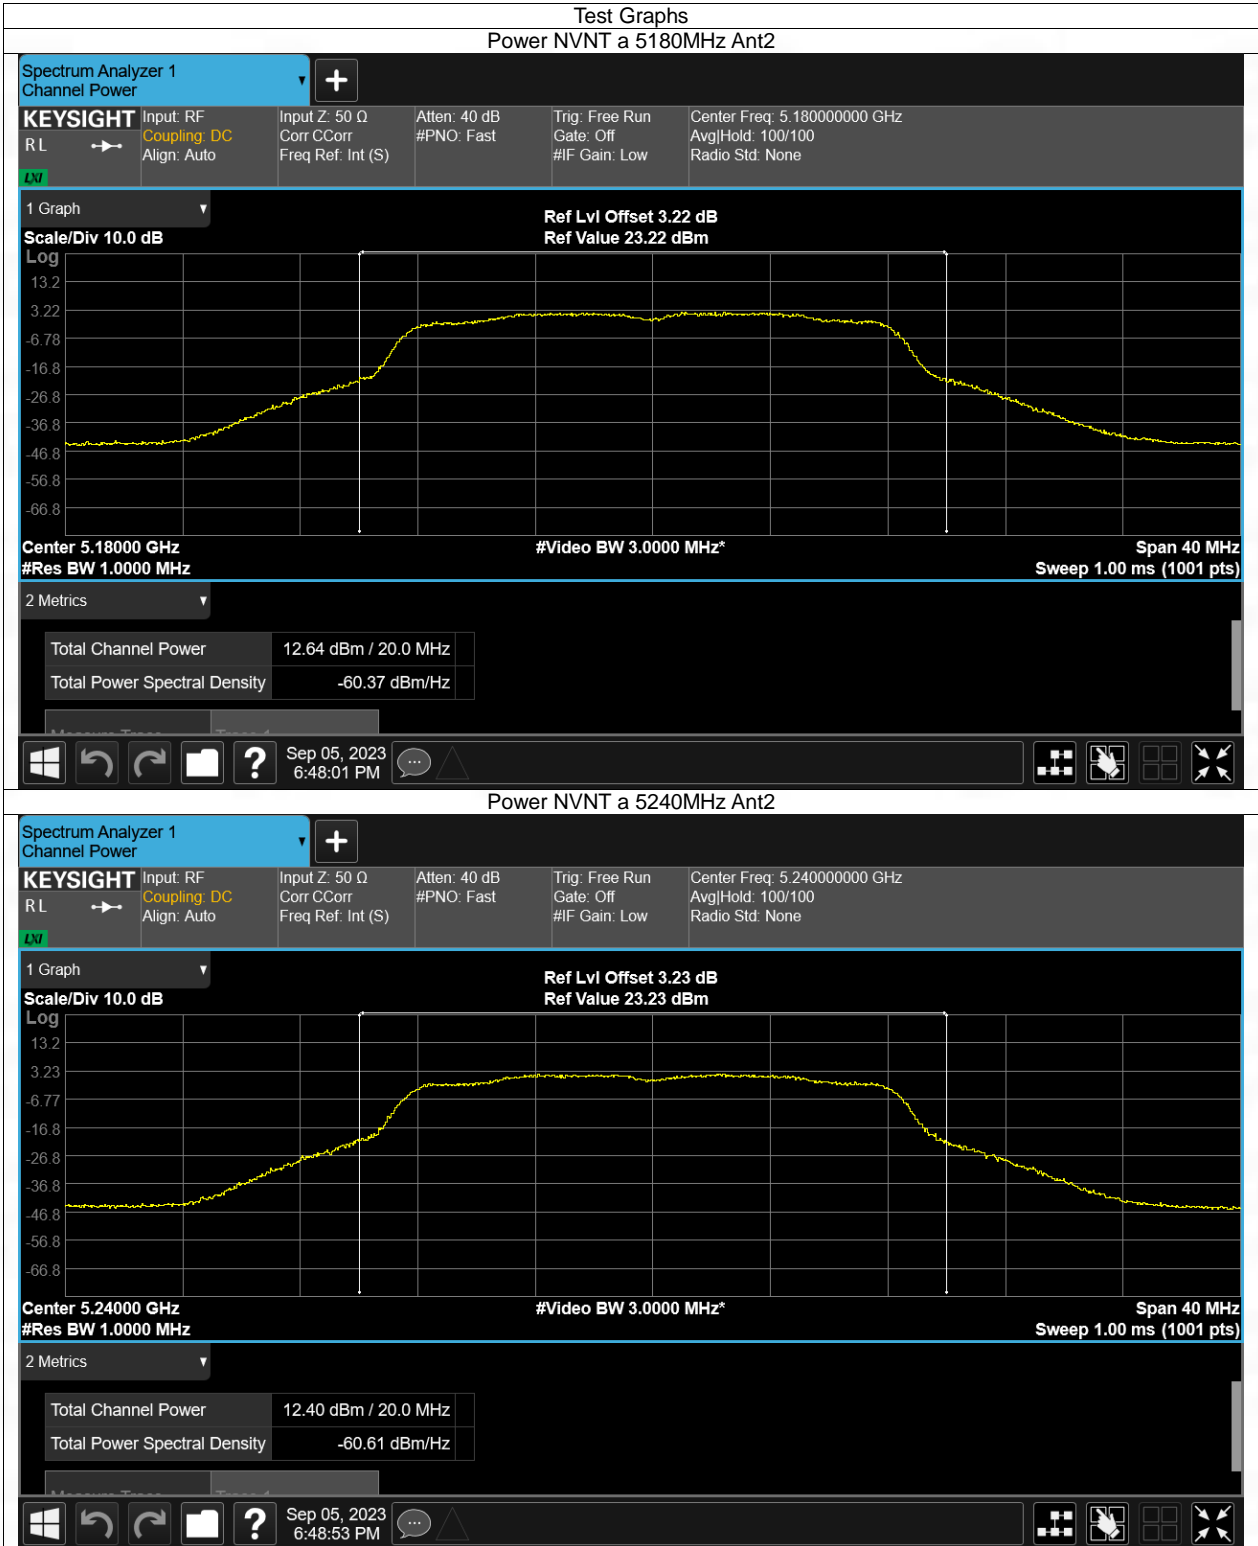 Test Graphs
Power NVNT a 5180MHz Ant2
Spectrum Analyzer 1
Channel Power
KEYSIGHT
RL
LXI
Input: RF
Coupling: DC
Align: Auto
Input Z: 50 Ω
Corr CCorr
Freq Ref: Int (S)
Atten: 40 dB
#PNO: Fast
Trig: Free Run
Gate: Off
#IF Gain: Low
Center Freq: 5.180000000 GHz
Avg|Hold: 100/100
Radio Std: None
1 Graph
Scale/Div 10.0 dB
Ref Lvl Offset 3.22 dB
Ref Value 23.22 dBm
Log
13.2
3.22
-6.78
-16.8
-26.8
-36.8
-46.8
-56.8
-66.8
Center 5.18000 GHz
#Video BW 3.0000 MHz*
Span 40 MHz
#Res BW 1.0000 MHz
Sweep 1.00 ms (1001 pts)
2 Metrics
Total Channel Power 12.64 dBm / 20.0 MHz
Total Power Spectral Density -60.37 dBm/Hz
Sep 05, 2023
6:48:01 PM
Power NVNT a 5240MHz Ant2
Spectrum Analyzer 1
Channel Power
KEYSIGHT
RL
LXI
Input: RF
Coupling: DC
Align: Auto
Input Z: 50 Ω
Corr CCorr
Freq Ref: Int (S)
Atten: 40 dB
#PNO: Fast
Trig: Free Run
Gate: Off
#IF Gain: Low
Center Freq: 5.240000000 GHz
Avg|Hold: 100/100
Radio Std: None
1 Graph
Scale/Div 10.0 dB
Ref Lvl Offset 3.23 dB
Ref Value 23.23 dBm
Log
13.2
3.23
-6.77
-16.8
-26.8
-36.8
-46.8
-56.8
-66.8
Center 5.24000 GHz
#Video BW 3.0000 MHz*
Span 40 MHz
#Res BW 1.0000 MHz
Sweep 1.00 ms (1001 pts)
2 Metrics
Total Channel Power 12.40 dBm / 20.0 MHz
Total Power Spectral Density -60.61 dBm/Hz
Sep 05, 2023
6:48:53 PM